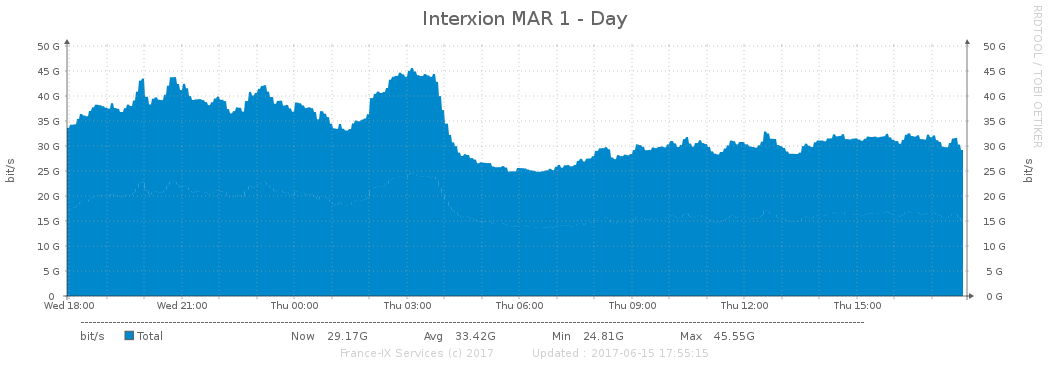 Interxion MAR 1 - Day
RRDTOOL / TOBI OETIKER
50 G 50 G
45 G 45 G
40 G 40 G
35 G 35 G
30 G 30 G
25 G 25 G
20 G 20 G
15 G 15 G
10 G 10 G
5 G 5 G
0 0 G
bit/s bit/s
Wed 18:00 Wed 21:00 Thu 00:00 Thu 03:00 Thu 06:00 Thu 09:00 Thu 12:00 Thu 15:00
bit/s Total Now 29.17G Avg 33.42G Min 24.81G Max 45.55G
France-IX Services (c) 2017 Updated : 2017-06-15 17:55:15